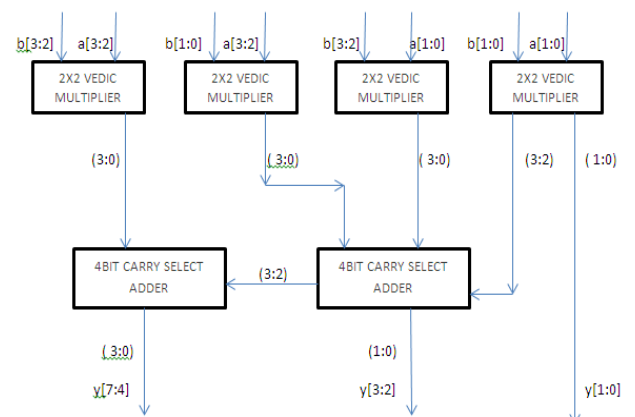 b[3:2] a[3:2] b[1:0] a[3:2] b[3:2] a[1:0] b[1:0] a[1:0]
2X2 VEDIC
MULTIPLIER
2X2 VEDIC
MULTIPLIER
2X2 VEDIC
MULTIPLIER
2X2 VEDIC
MULTIPLIER
(3:0) ( 3:0) ( 3:0) (3:2) ( 1:0)
4BIT CARRY SELECT
ADDER
(3:2)
4BIT CARRY SELECT
ADDER
( 3:0) (1:0)
y[7:4] y[3:2] y[1:0]